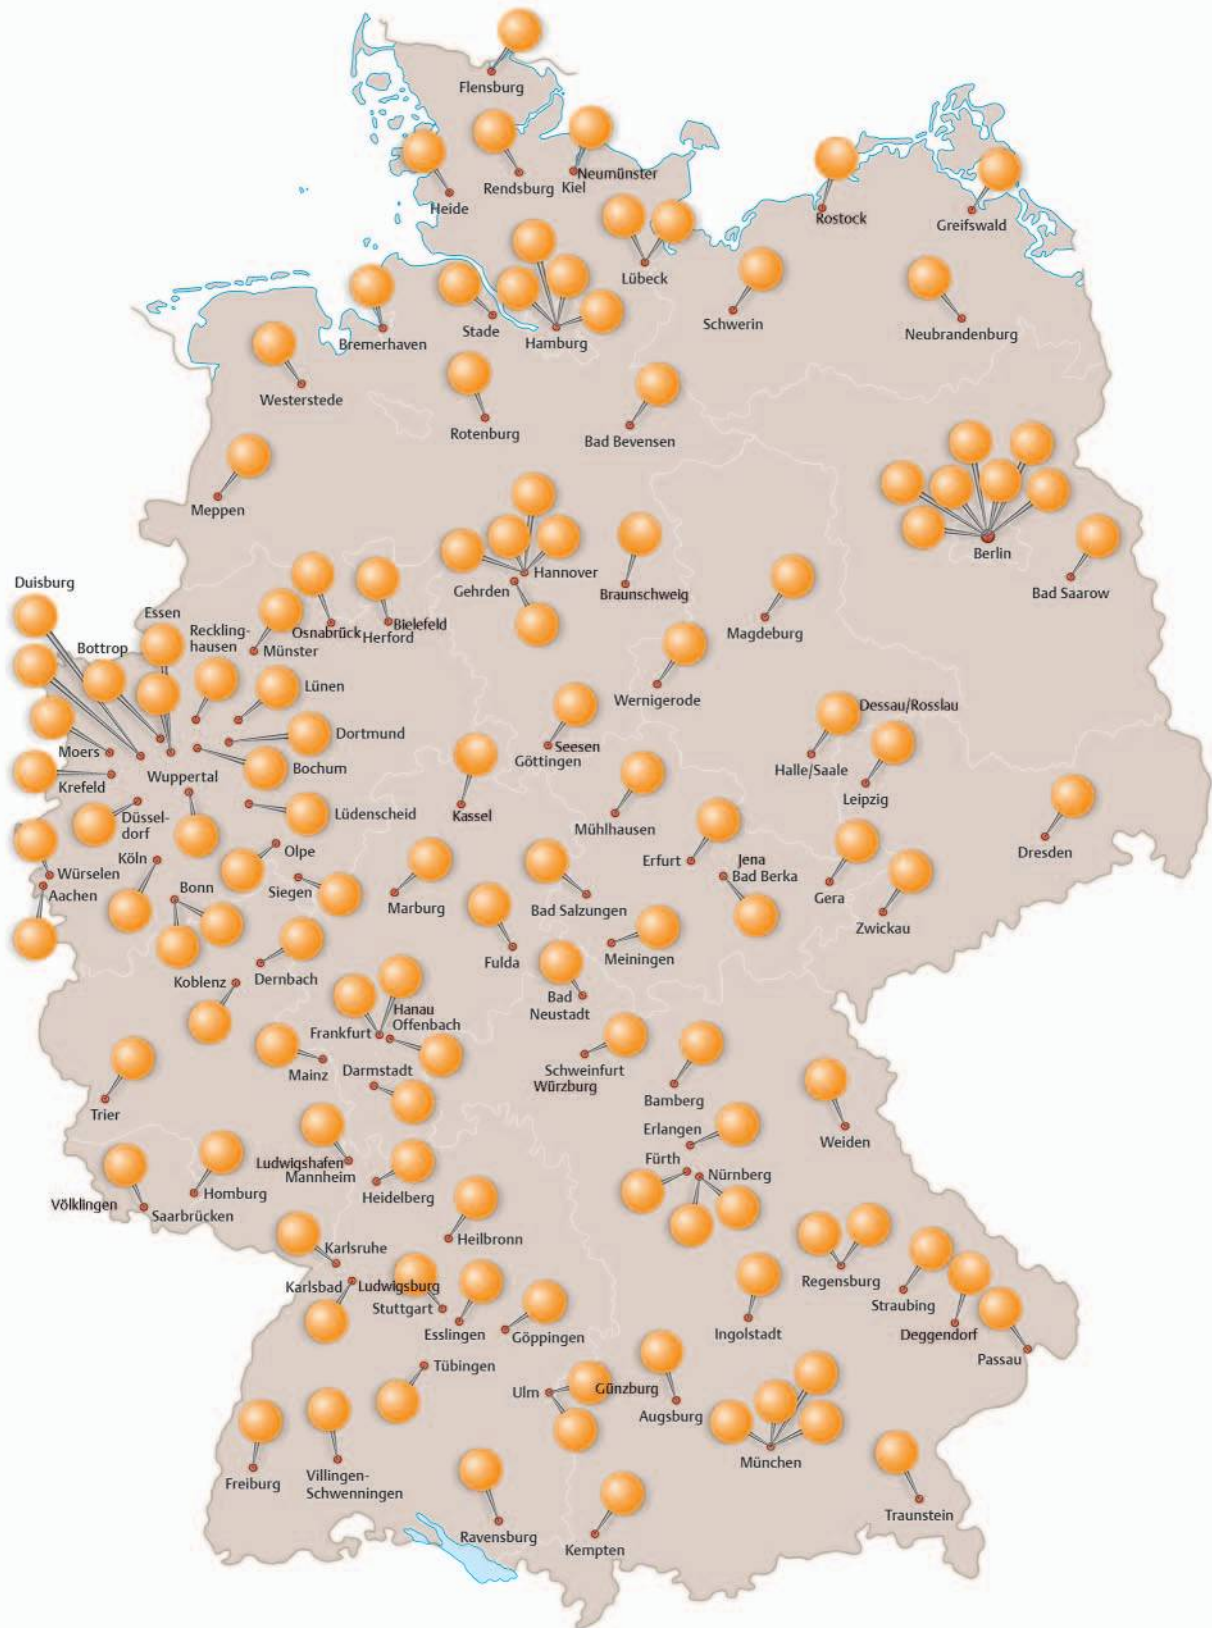 Flensburg
Neumünster
Rendsburg
Kiel
Heide
Rostock
Greifswald
Lübeck
Schwerin
Stade
Neubrandenburg
Bremerhaven
Hamburg
Westerstede
Rotenburg
Bad Bevensen
Meppen
Berlin
Hannover
Duisburg
Gehrden
Braunschweig
Bad Saarow
Essen
Reckling-
hausen
Osnabrück
Bielefeld
Herford
Magdeburg
Bottrop
Münster
Lünen
Wernigerode
Dessau/Rosslau
Dortmund
Moers
Seesen
Göttingen
Wuppertal
Bochum
Halle/Saale
Krefeld
Leipzig
Düssel-
dorf
Lüdenscheid
Kassel
Mühlhausen
Dresden
Köln
Olpe
Erfurt
Jena
Bad Berka
Würselen
Aachen
Bonn
Siegen
Marburg
Bad Salzungen
Gera
Zwickau
Koblenz
Dernbach
Fulda
Meiningen
Bad
Neustadt
Hanau
Offenbach
Frankfurt
Mainz
Darmstadt
Schweinfurt
Würzburg
Trier
Bamberg
Erlangen
Weiden
Ludwigshafen
Mannheim
Fürth
Nürnberg
Homburg
Heidelberg
Völklingen
Saarbrücken
Heilbronn
Karlsruhe
Karlsbad
Ludwigsburg
Stuttgart
Regensburg
Straubing
Esslingen
Göppingen
Ingolstadt
Deggendorf
Passau
Tübingen
Ulm
Günzburg
Augsburg
München
Freiburg
Villingen-
Schwenningen
Traunstein
Ravensburg
Kempten